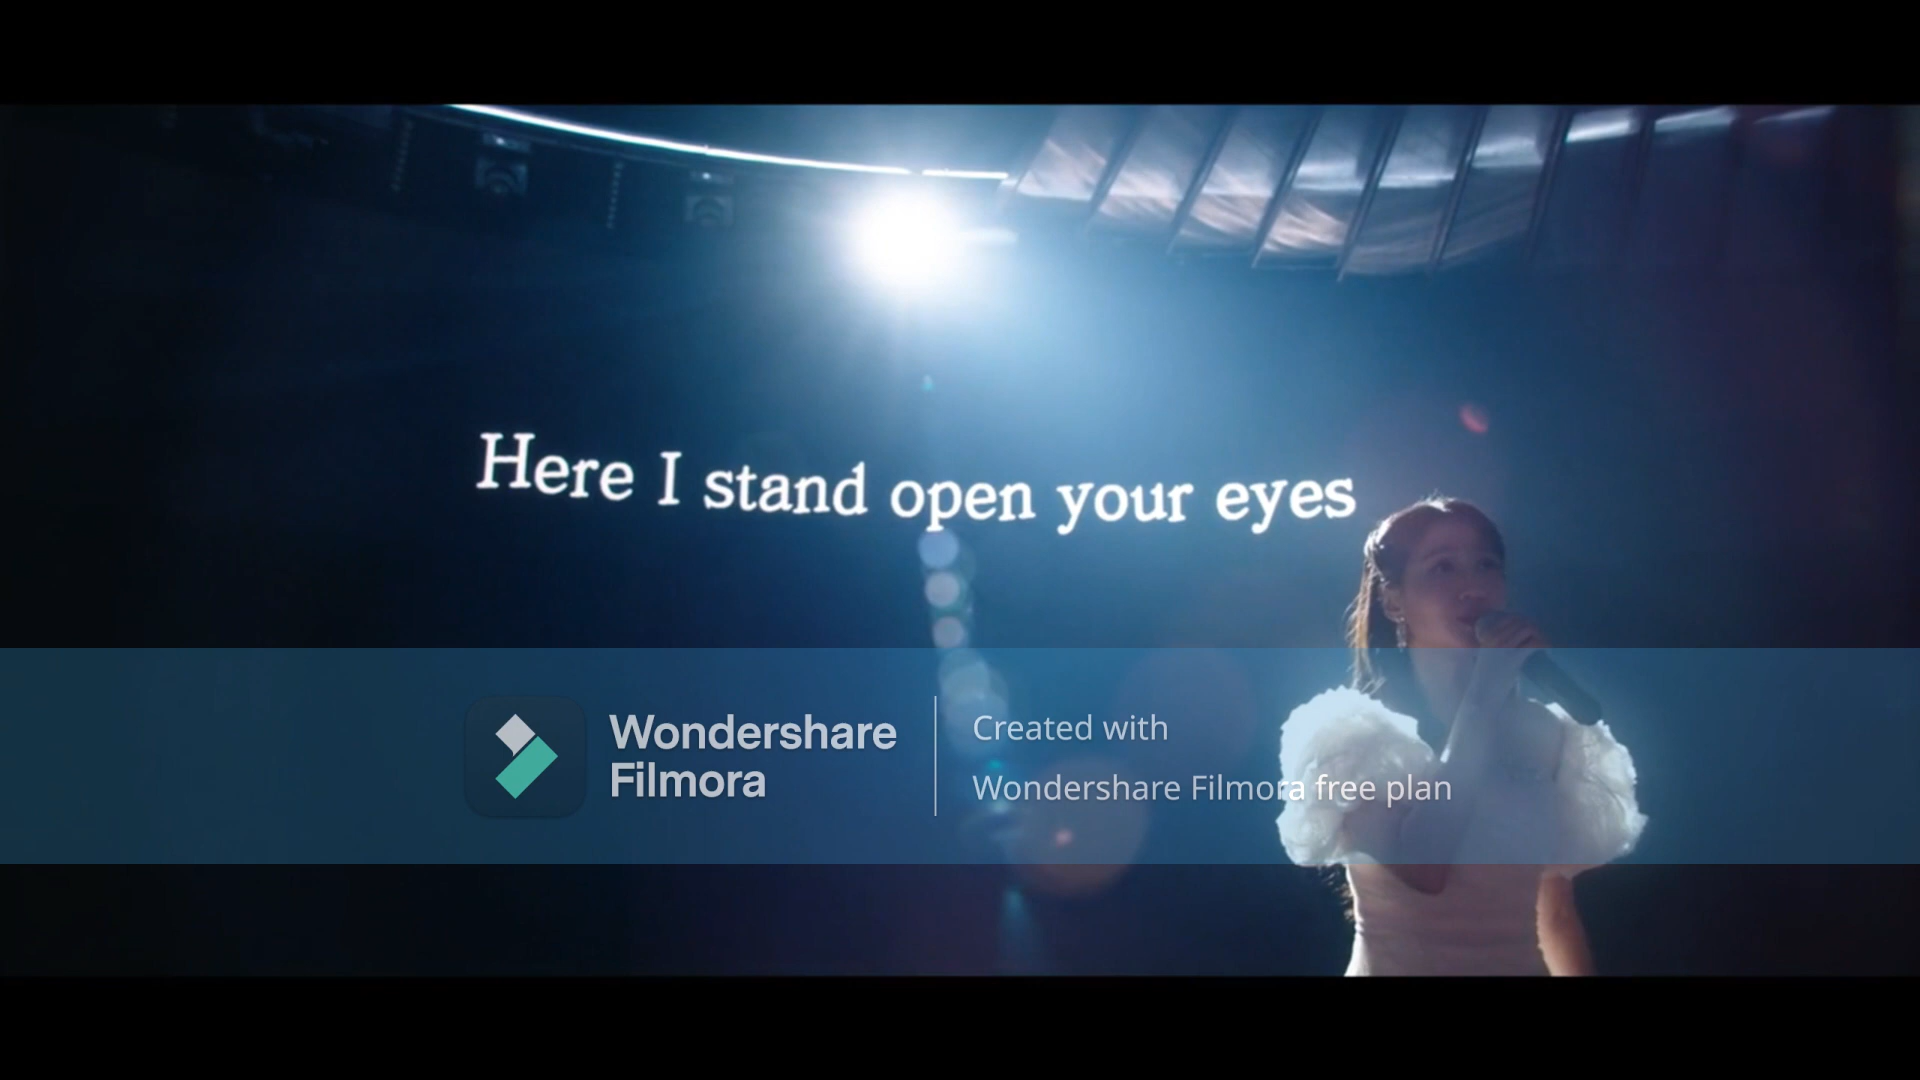 Here I stand open your eyes
Wondershare
Filmora
Created with
Wondershare Filmora free plan